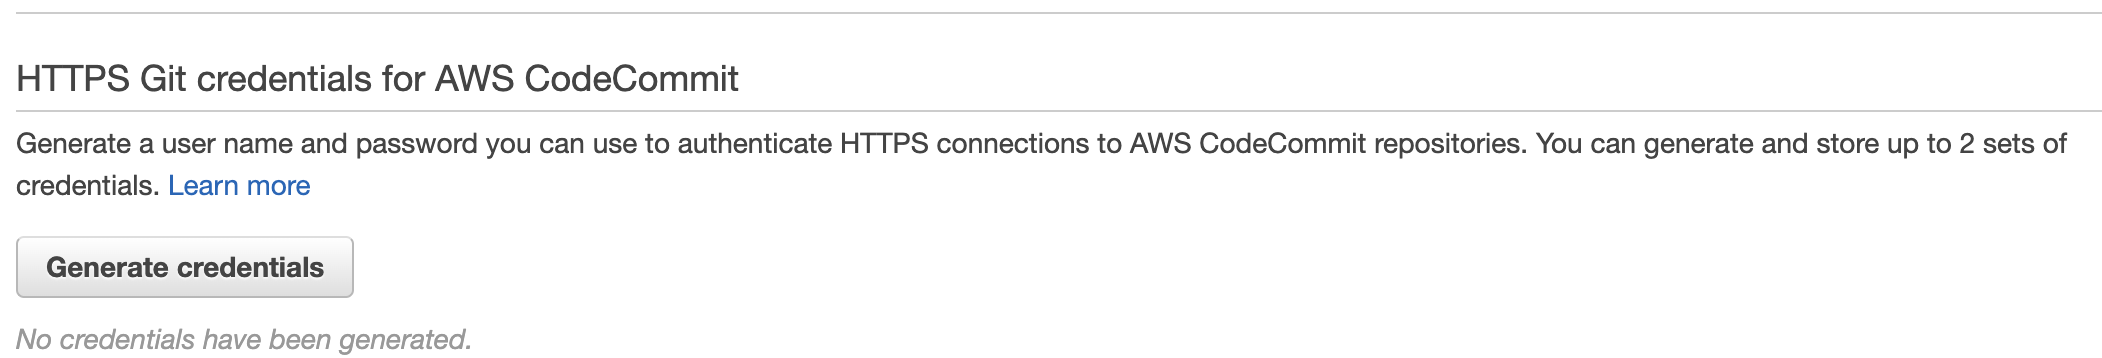 HTTPS Git credentials for AWS CodeCommit
Generate a user name and password you can use to authenticate HTTPS connections to AWS CodeCommit repositories. You can generate and store up to 2 sets of
credentials. Learn more
Generate credentials
No credentials have been generated.